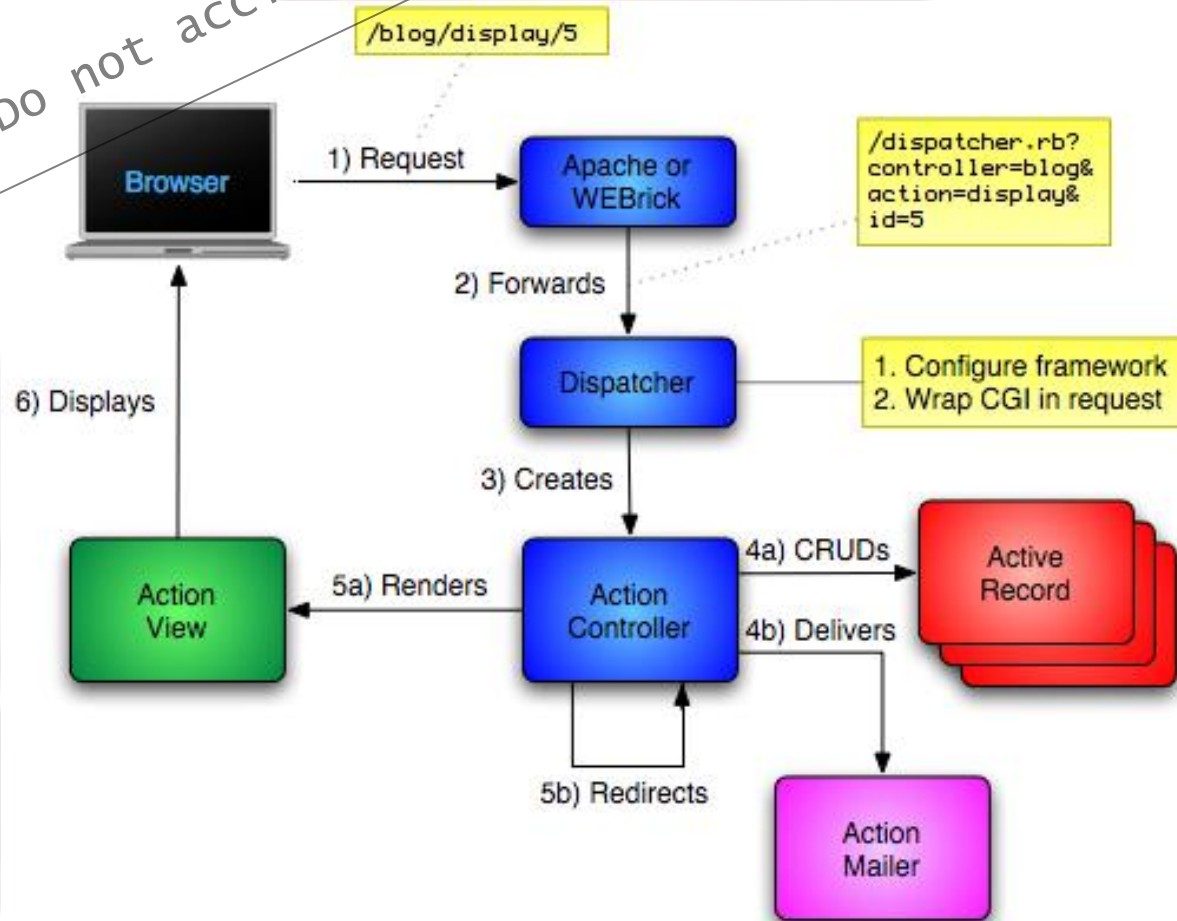 Do not
/blog/display/5
Browser
1) Request
Apache or
WEBrick
/dispatcher.rb?
controller=blog&
action=display&
id=5
2) Forwards
Dispatcher
1. Configure framework
2. Wrap CGI in request
6) Displays
3) Creates
Action
View
5a) Renders
Action
Controller
4a) CRUDs
Active
Record
4b) Delivers
5b) Redirects
Action
Mailer